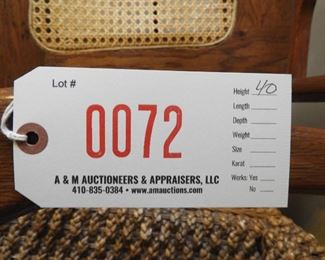 Lot #
0072
Height 40
Length
Depth
Weight
Size
Karat
Works: Yes
No
A & M AUCTIONEERS & APPRAISERS, LLC
410-835-0384 • www.amauctions.com